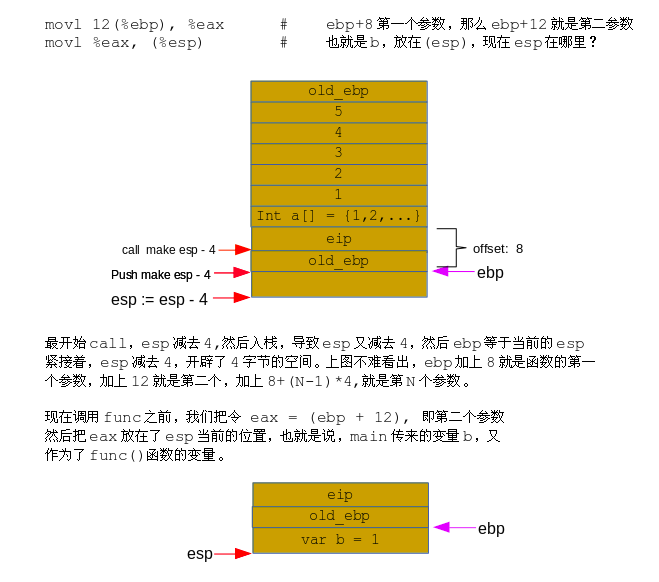 movl 12(%ebp), %eax # ebp+8第一个参数，那么ebp+12就是第二参数
movl %eax, (%esp) # 也就是b，放在(esp)，现在esp在哪里？
old_ebp
5
4
3
2
1
Int a[] = {1,2,...}
eip
offset: 8
call make esp - 4
old_ebp
ebp
Push make esp - 4
esp := esp - 4
最开始call，esp减去4,然后入栈，导致esp又减去4，然后ebp等于当前的esp
紧接着，esp减去4，开辟了4字节的空间。上图不难看出，ebp加上8就是函数的第一
个参数，加上12就是第二个，加上8+(N-1)*4,就是第N个参数。
现在调用func之前，我们把令 eax = (ebp + 12), 即第二个参数
然后把eax放在了esp当前的位置，也就是说，main传来的变量b，又
作为了func()函数的变量。
eip
old_ebp
ebp
var b = 1
esp